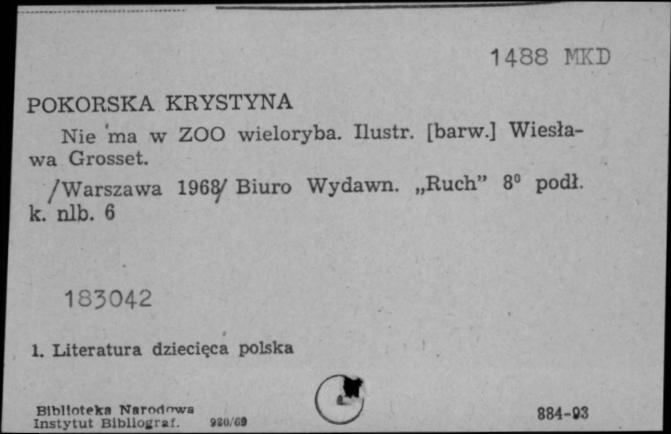 1488 MKD
POKORSKA KRYSTYNA
Nie ma w ZOO wieloryba. Ilustr. [barw.] Wiesła-
wa Grosset.
/Warszawa 1968/ Biuro Wydawn. „Ruch” 8⁰ podł.
k. nlb. 6
183042
1. Literatura dziecięca polska
Biblioteka Narodowa
Instytut Bibliograf. 920/69
884-93